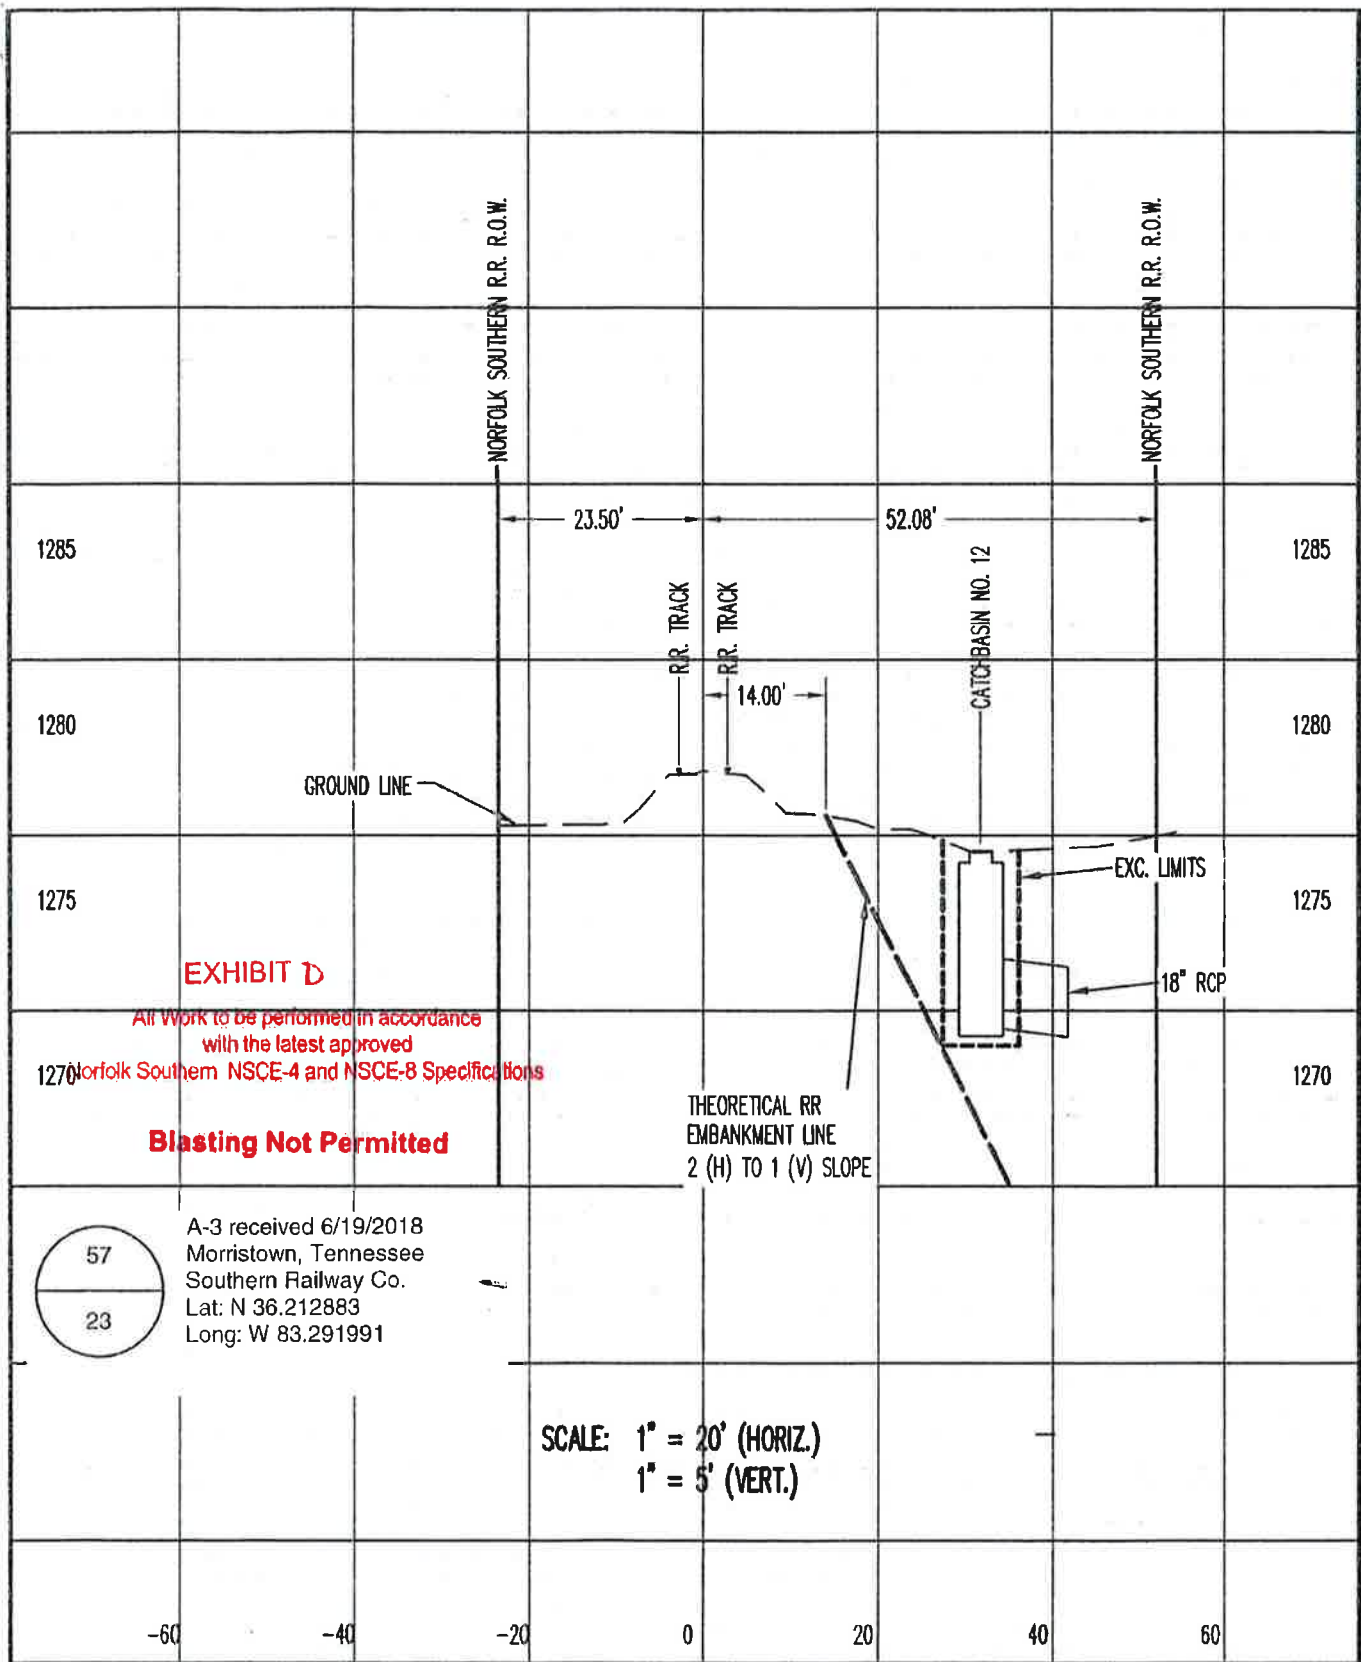 NORFOLK SOUTHERN R.R. R.O.W.
NORFOLK SOUTHERN R.R. R.O.W.
23.50'
52.08'
1285
1285
R.R. TRACK
R.R. TRACK
CATCHBASIN NO. 12
14.00'
1280
1280
GROUND LINE
EXC. LIMITS
1275
1275
EXHIBIT D
18" RCP
All Work to be performed in accordance
with the latest approved
Norfolk Southern NSCE-4 and NSCE-8 Specifications
1270
1270
THEORETICAL RR
EMBANKMENT LINE
2 (H) TO 1 (V) SLOPE
Blasting Not Permitted
57
23
A-3 received 6/19/2018
Morristown, Tennessee
Southern Railway Co.
Lat: N 36.212883
Long: W 83.291991
SCALE: 1" = 20' (HORIZ.)
1" = 5' (VERT.)
-60 -40 -20 0 20 40 60